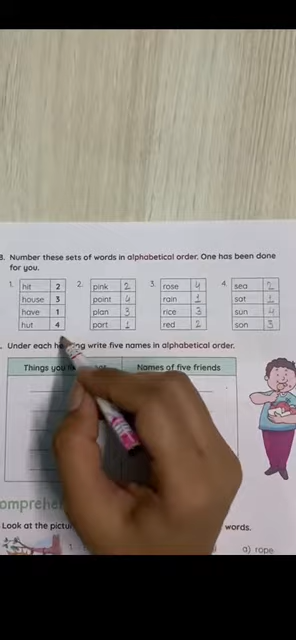 3. Number these sets of words in alphabetical order. One has been done
for you.
1. hit 2 2. pink 2 3. rose 4 4. sea 2
house 3 point 4 rain 1 sat 1
have 1 plan 3 rice 3 sun 4
hut 4 part 1 red 2 son 3
Under each heading write five names in alphabetical order.
Things you Names of five friends
omprehe
Look at the pictu words.
1. a) rope